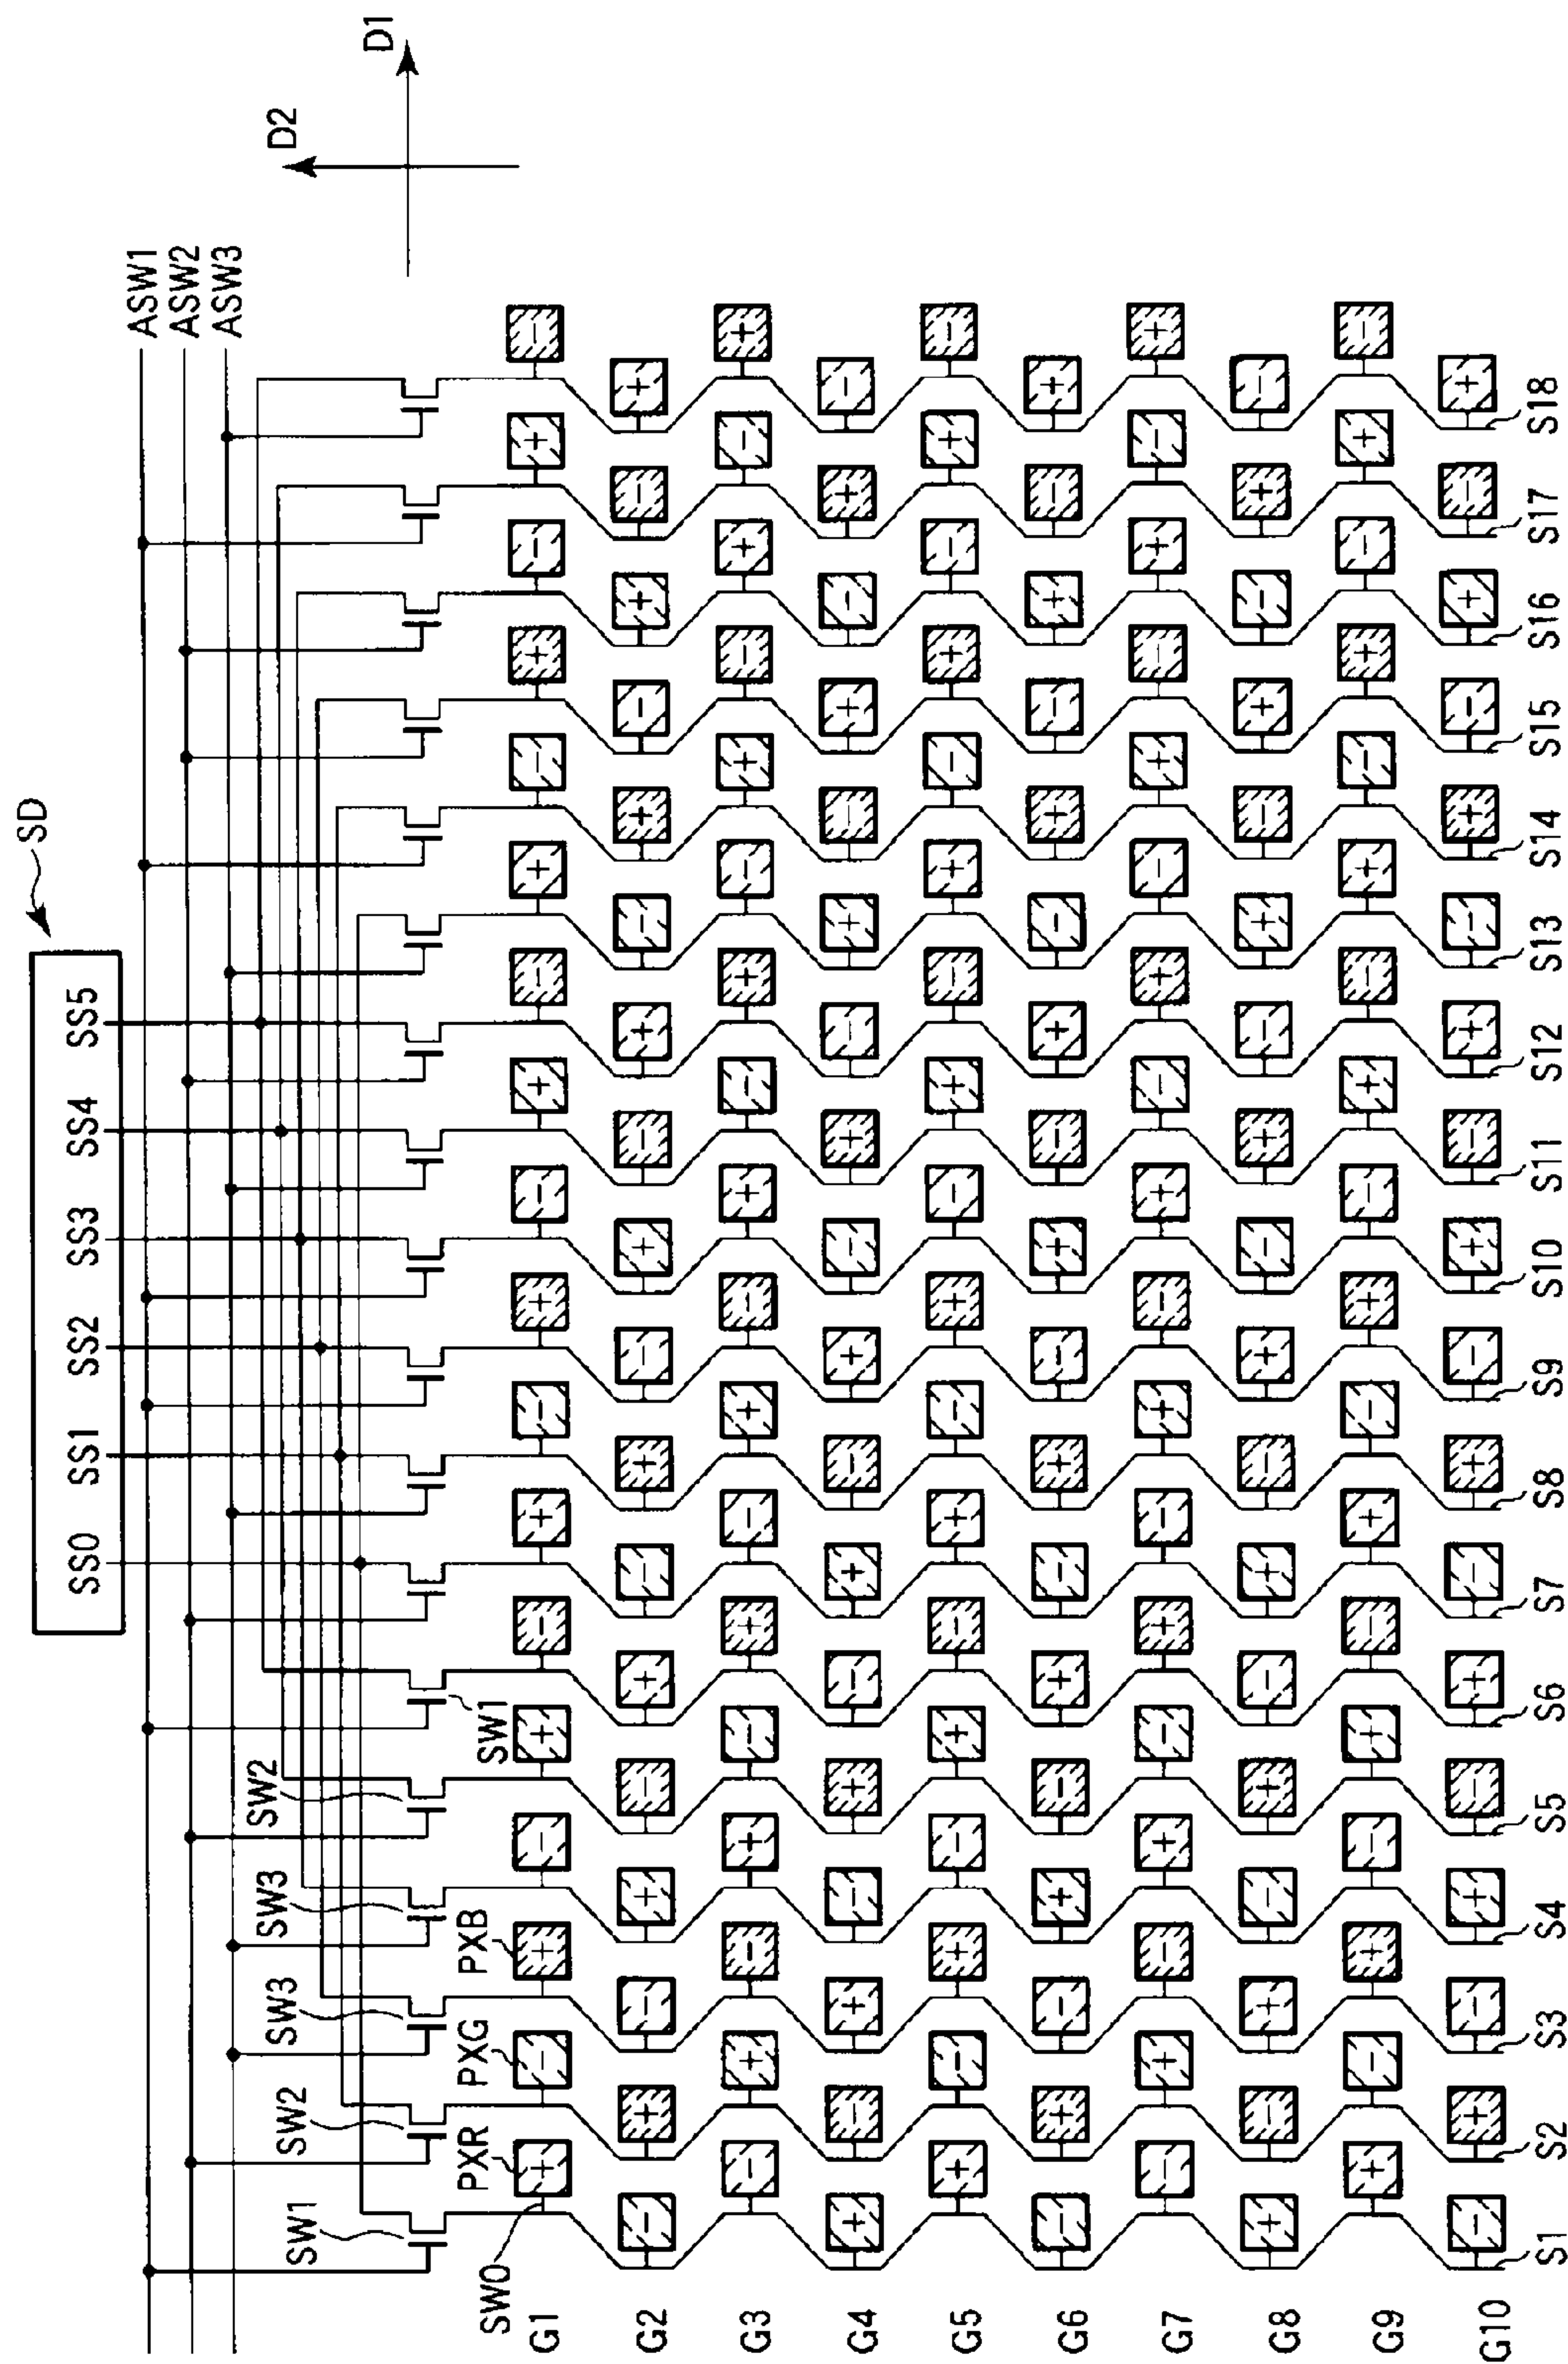 SD
SS0 SS1 SS2 SS3 SS4 SS5
ASW1
ASW2
ASW3
D2
D1
SW1 SW2 SW3 SW3 SW2 SW1
PXR PXG PXB
SW0
G1
G2
G3
G4
G5
G6
G7
G8
G9
G10
S1 S2 S3 S4 S5 S6 S7 S8 S9 S10 S11 S12 S13 S14 S15 S16 S17 S18